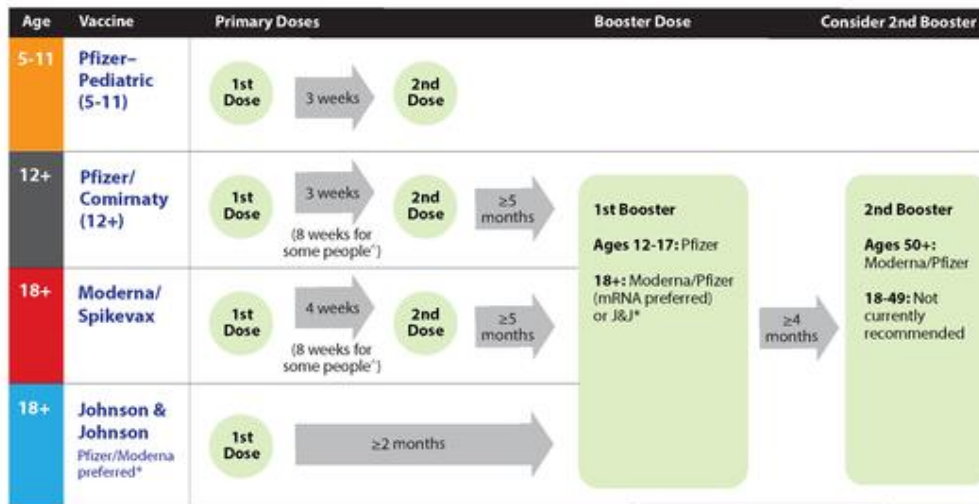 Age Vaccine Primary Doses Booster Dose Consider 2nd Booster
5-11
Pfizer–
Pediatric
(5-11)
1st
Dose
3 weeks
2nd
Dose
12+
Pfizer/
Comirnaty
(12+)
1st
Dose
3 weeks
(8 weeks for
some people^)
2nd
Dose
≥5
months
18+
Moderna/
Spikevax
1st
Dose
4 weeks
(8 weeks for
some people^)
2nd
Dose
≥5
months
18+
Johnson &
Johnson
Pfizer/Moderna
preferred*
1st
Dose
≥2 months
1st Booster
Ages 12-17: Pfizer
18+: Moderna/Pfizer
(mRNA preferred)
or J&J*
≥4
months
2nd Booster
Ages 50+:
Moderna/Pfizer
18-49: Not
currently
recommended